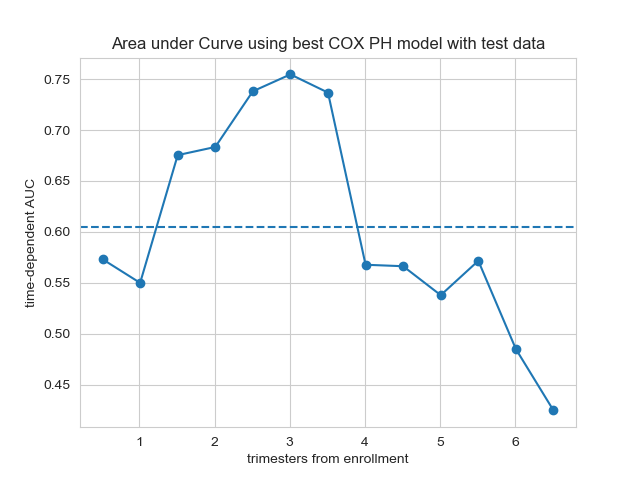 Area under Curve using best COX PH model with test data
time-dependent AUC
0.75
0.70
0.65
0.60
0.55
0.50
0.45
1 2 3 4 5 6
trimesters from enrollment